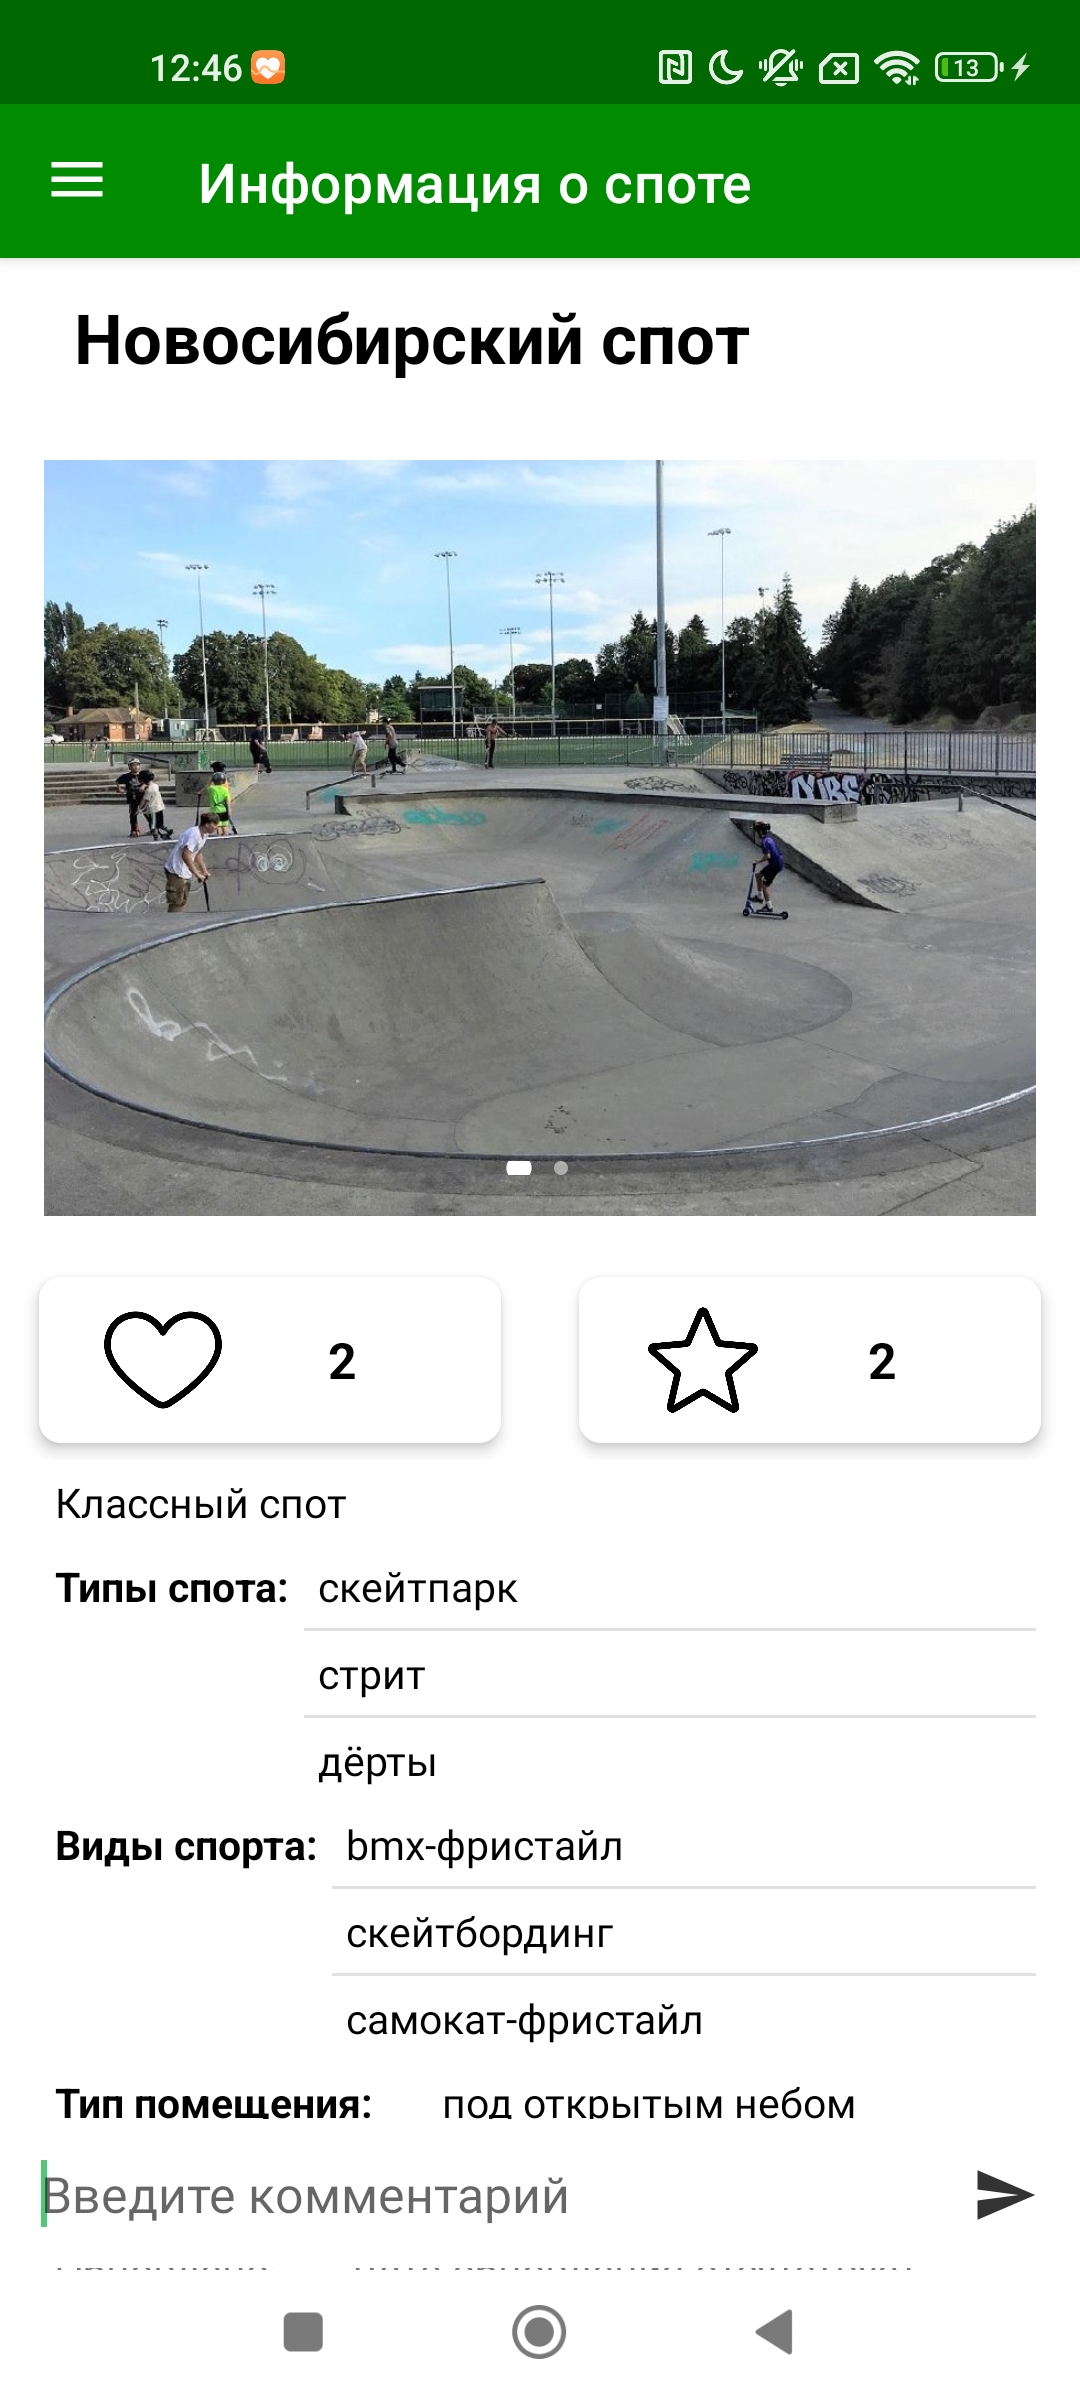 12:46
13
Информация о споте
Новосибирский спот
2
2
Классный спот
Типы спота: скейтпарк
стрит
дёрты
Виды спорта: bmx-фристайл
скейтбординг
самокат-фристайл
Тип помещения: под открытым небом
Введите комментарий